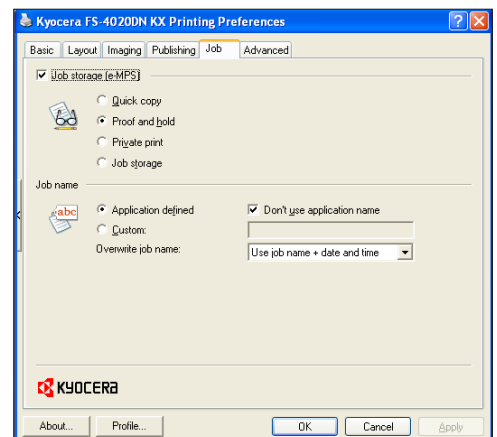 Kyocera FS-4020DN KX Printing Preferences
Basic Layout Imaging Publishing Job Advanced
Job storage (e-MPS)
Quick copy
Proof and hold
Private print
Job storage
Job name
abc
Application defined Don't use application name
Custom:
Overwrite job name: Use job name + date and time
KYOCERA
About... Profile... OK Cancel Apply